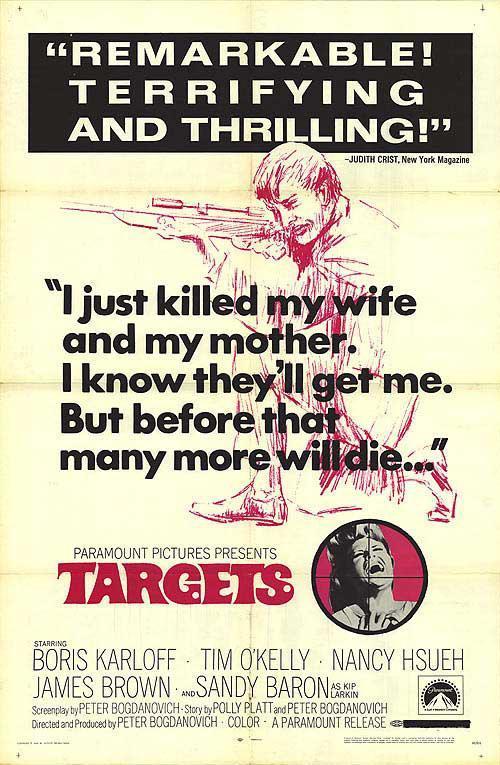 “REMARKABLE!
TERRIFYING
AND THRILLING!”
–JUDITH CRIST, New York Magazine
"I just killed my wife
and my mother.
I know they'll get me.
But before that
many more will die..."
PARAMOUNT PICTURES PRESENTS
TARGETS
STARRING
BORIS KARLOFF · TIM O'KELLY · NANCY HSUEH
JAMES BROWN · AND SANDY BARON AS KIP LARKIN
Screenplay by PETER BOGDANOVICH · Story by POLLY PLATT and PETER BOGDANOVICH
Directed and Produced by PETER BOGDANOVICH · COLOR · A PARAMOUNT RELEASE
Paramount